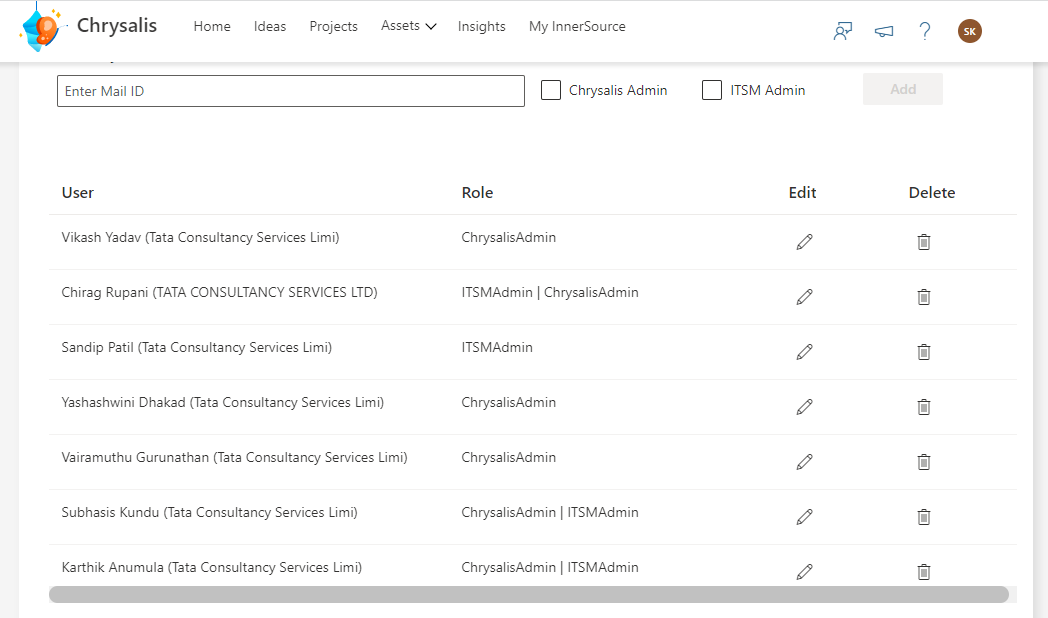 Chrysalis Home Ideas Projects Assets Insights My InnerSource ? SK
Enter Mail ID Chrysalis Admin ITSM Admin Add
User Role Edit Delete
Vikash Yadav (Tata Consultancy Services Limi) ChrysalisAdmin
Chirag Rupani (TATA CONSULTANCY SERVICES LTD) ITSMAdmin | ChrysalisAdmin
Sandip Patil (Tata Consultancy Services Limi) ITSMAdmin
Yashashwini Dhakad (Tata Consultancy Services Limi) ChrysalisAdmin
Vairamuthu Gurunathan (Tata Consultancy Services Limi) ChrysalisAdmin
Subhasis Kundu (Tata Consultancy Services Limi) ChrysalisAdmin | ITSMAdmin
Karthik Anumula (Tata Consultancy Services Limi) ChrysalisAdmin | ITSMAdmin